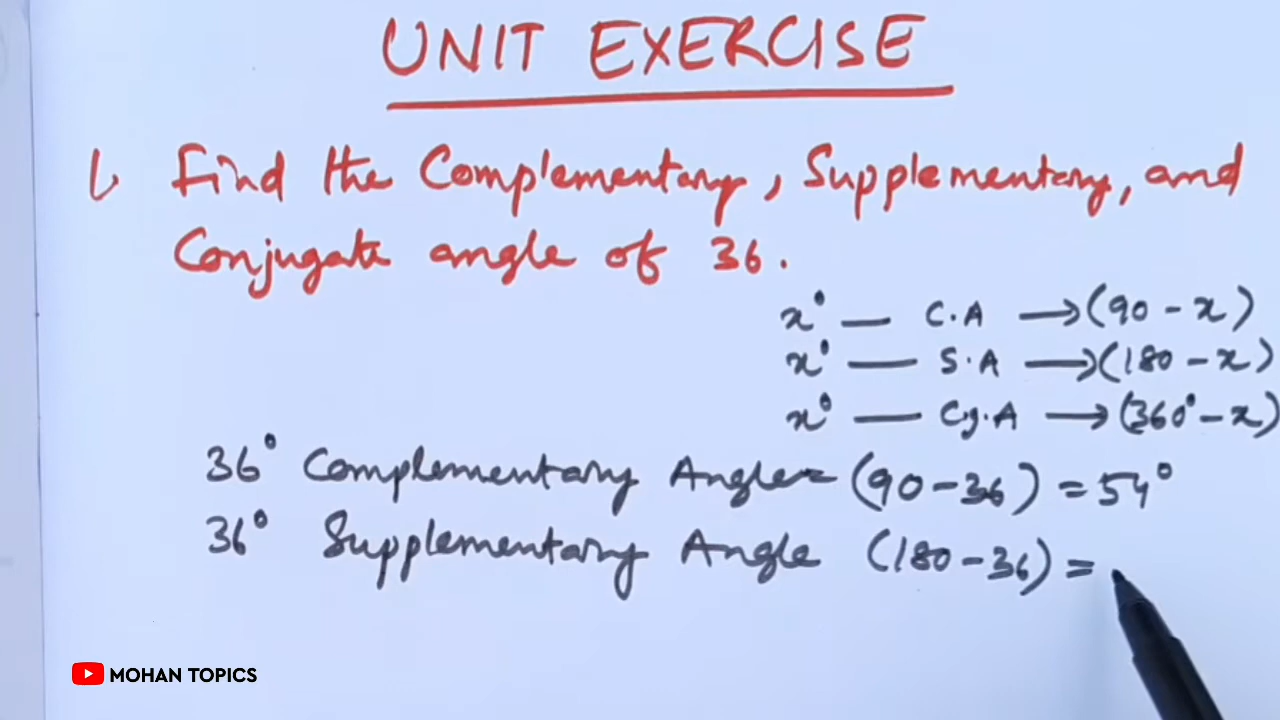 UNIT EXERCISE
1, Find the Complementary, Supplementary, and
Conjugate angle of 36.
x° — C.A → (90 - x)
x° — S.A → (180 - x)
x° — Cg.A → (360° - x)
36° Complementary Angle = (90 - 36) = 54°
36° Supplementary Angle (180 - 36) =
MOHAN TOPICS